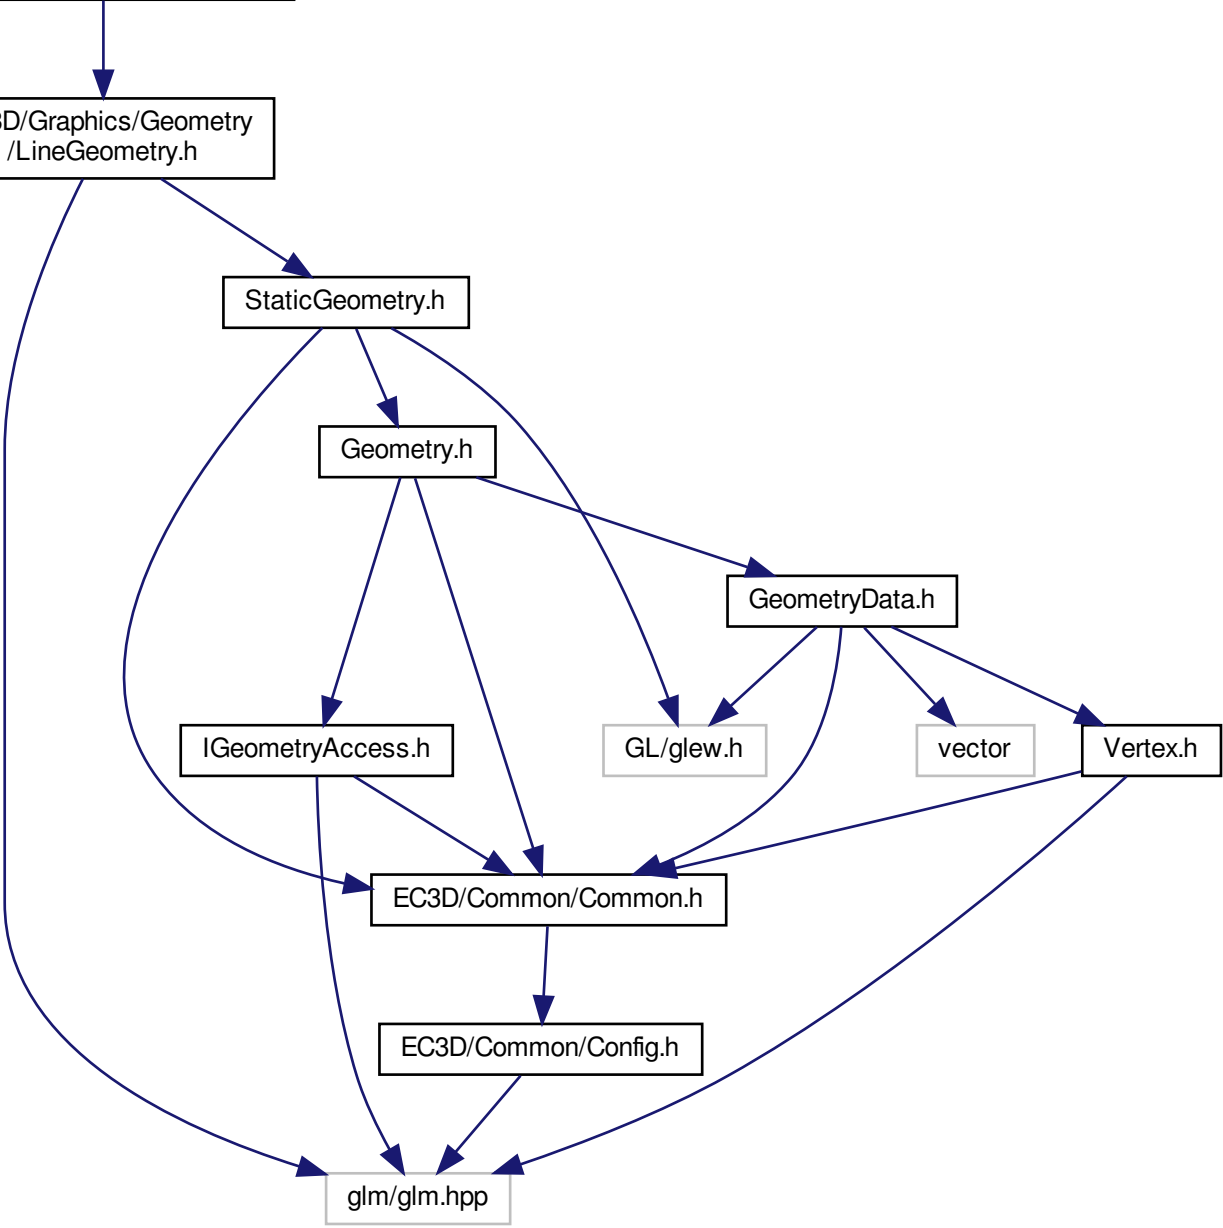 3D/Graphics/Geometry
/LineGeometry.h
StaticGeometry.h
Geometry.h
GeometryData.h
IGeometryAccess.h
GL/glew.h
vector
Vertex.h
EC3D/Common/Common.h
EC3D/Common/Config.h
glm/glm.hpp